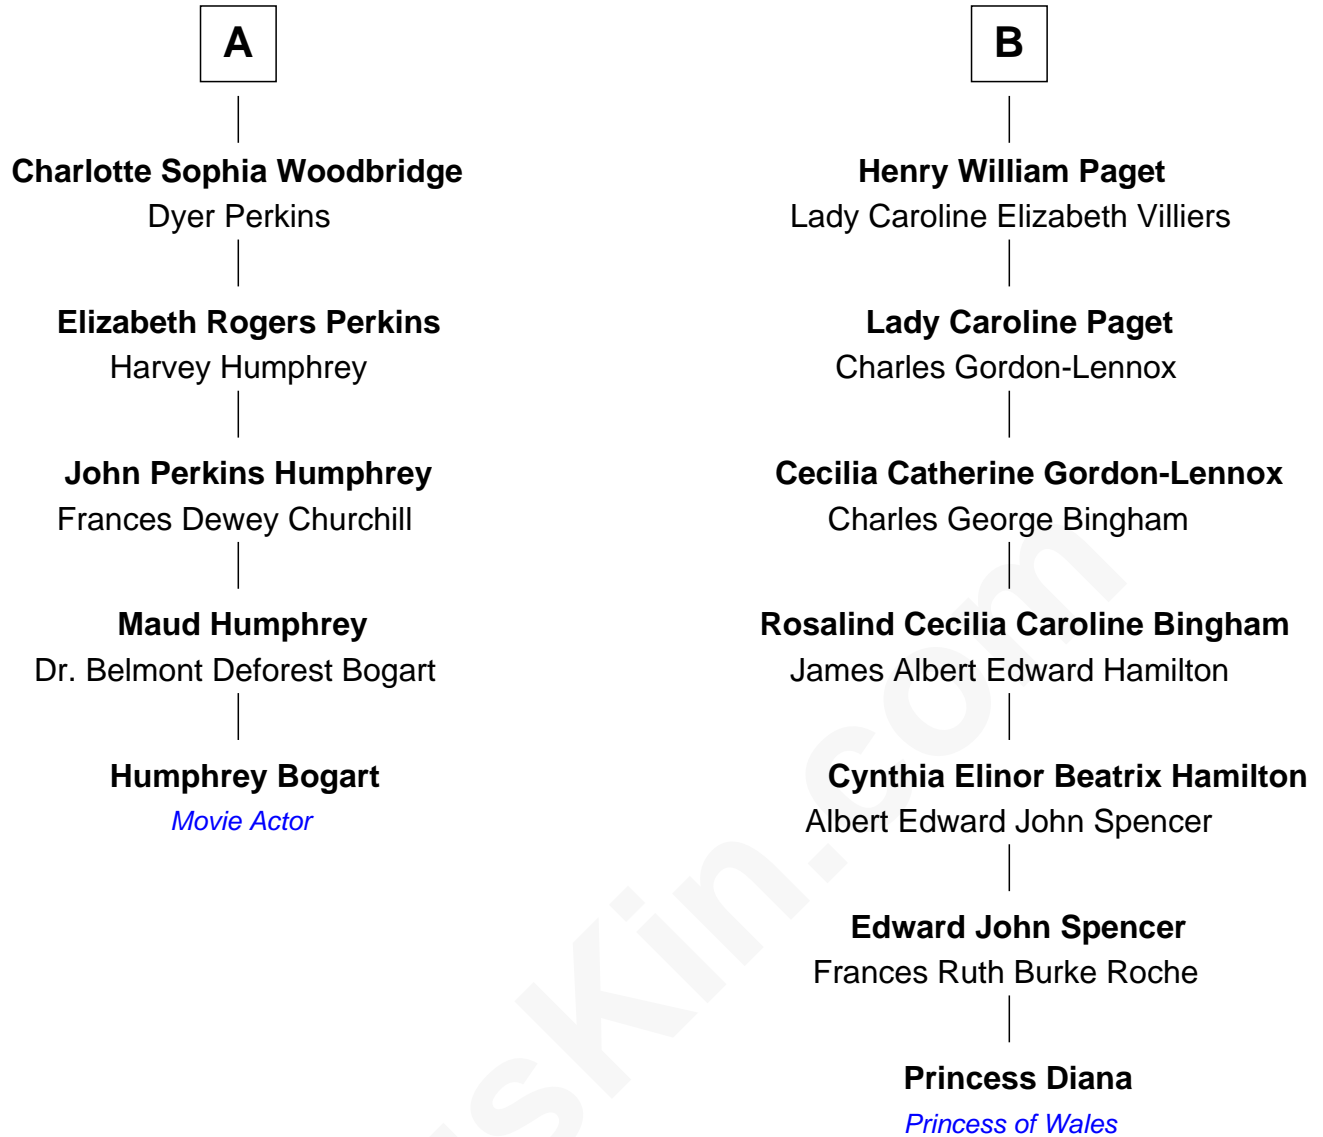 A
Charlotte Sophia Woodbridge
Dyer Perkins
Elizabeth Rogers Perkins
Harvey Humphrey
John Perkins Humphrey
Frances Dewey Churchill
Maud Humphrey
Dr. Belmont Deforest Bogart
Humphrey Bogart
Movie Actor
B
Henry William Paget
Lady Caroline Elizabeth Villiers
Lady Caroline Paget
Charles Gordon-Lennox
Cecilia Catherine Gordon-Lennox
Charles George Bingham
Rosalind Cecilia Caroline Bingham
James Albert Edward Hamilton
Cynthia Elinor Beatrix Hamilton
Albert Edward John Spencer
Edward John Spencer
Frances Ruth Burke Roche
Princess Diana
Princess of Wales